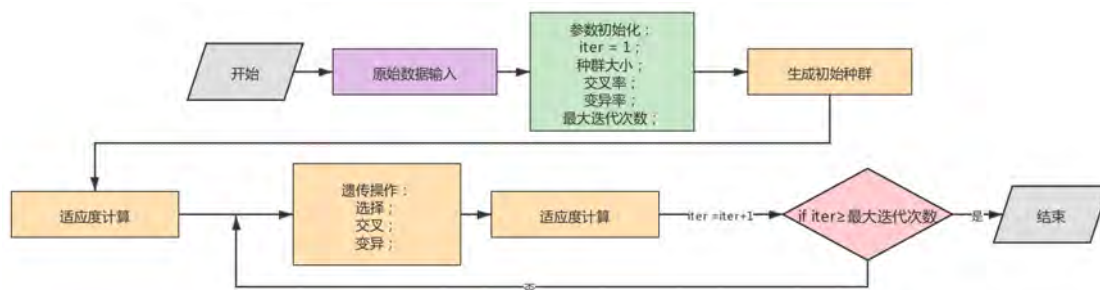 开始
原始数据输入
参数初始化：
iter = 1；
种群大小；
交叉率；
变异率；
最大迭代次数；
生成初始种群
适应度计算
遗传操作：
选择；
交叉；
变异；
适应度计算
iter =iter+1
if iter≥最大迭代次数
是
结束
否